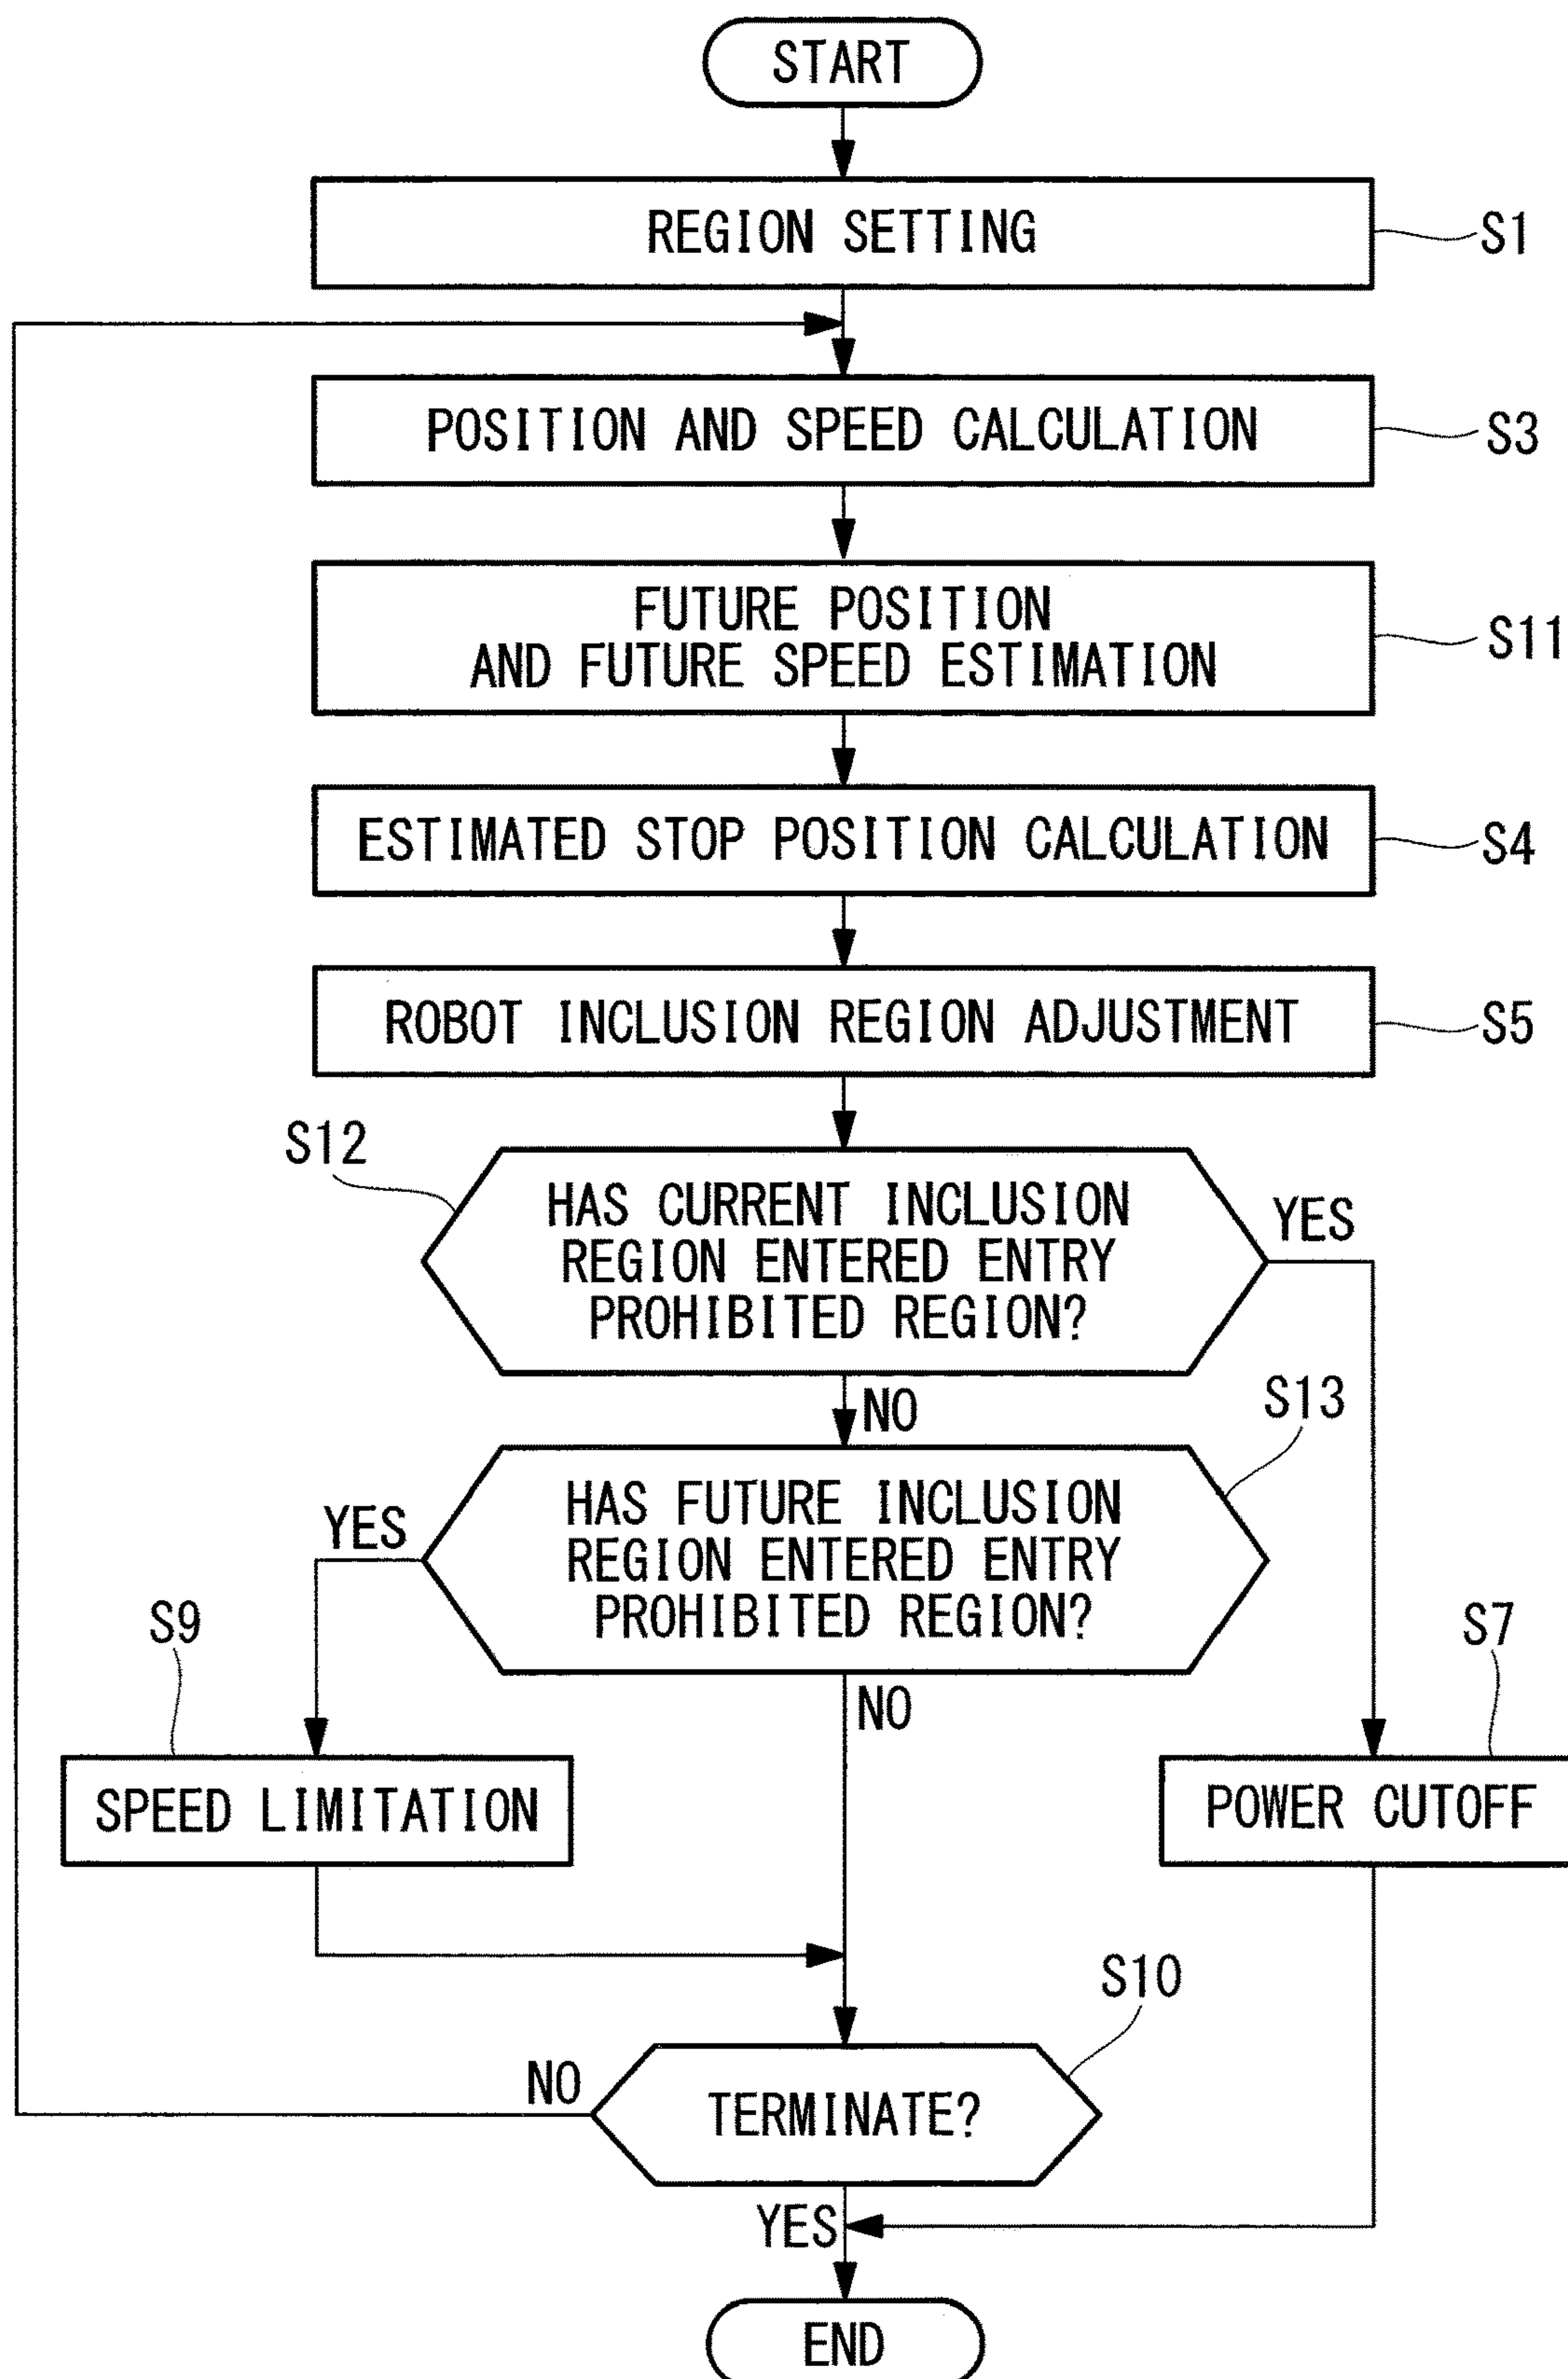 START
REGION SETTING
S1
POSITION AND SPEED CALCULATION
S3
FUTURE POSITION
AND FUTURE SPEED ESTIMATION
S11
ESTIMATED STOP POSITION CALCULATION
S4
ROBOT INCLUSION REGION ADJUSTMENT
S5
S12
HAS CURRENT INCLUSION
REGION ENTERED ENTRY
PROHIBITED REGION?
YES
NO
S13
HAS FUTURE INCLUSION
REGION ENTERED ENTRY
PROHIBITED REGION?
YES
NO
S9
SPEED LIMITATION
S7
POWER CUTOFF
S10
TERMINATE?
NO
YES
END